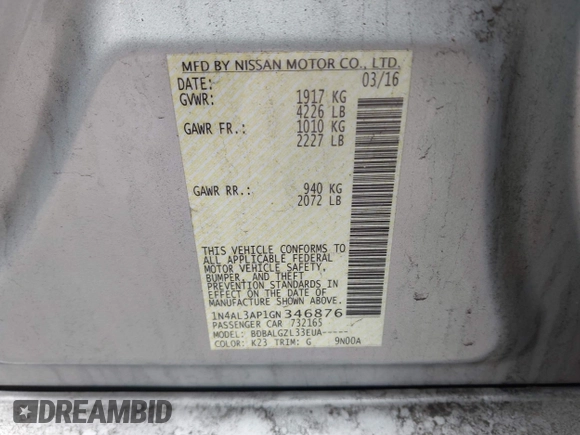 MFD BY NISSAN MOTOR CO., LTD.
DATE: 03/16
GVWR: 1917 KG
4226 LB
GAWR FR.: 1010 KG
2227 LB
GAWR RR.: 940 KG
2072 LB
THIS VEHICLE CONFORMS TO
ALL APPLICABLE FEDERAL
MOTOR VEHICLE SAFETY,
BUMPER, AND THEFT
PREVENTION STANDARDS IN
EFFECT ON THE DATE OF
MANUFACTURE SHOWN ABOVE.
1N4AL3AP1GN346876
PASSENGER CAR 732165
MODEL: BDBALGZL33EUA-----
COLOR: K23 TRIM: G 9N00A
DREAMBID